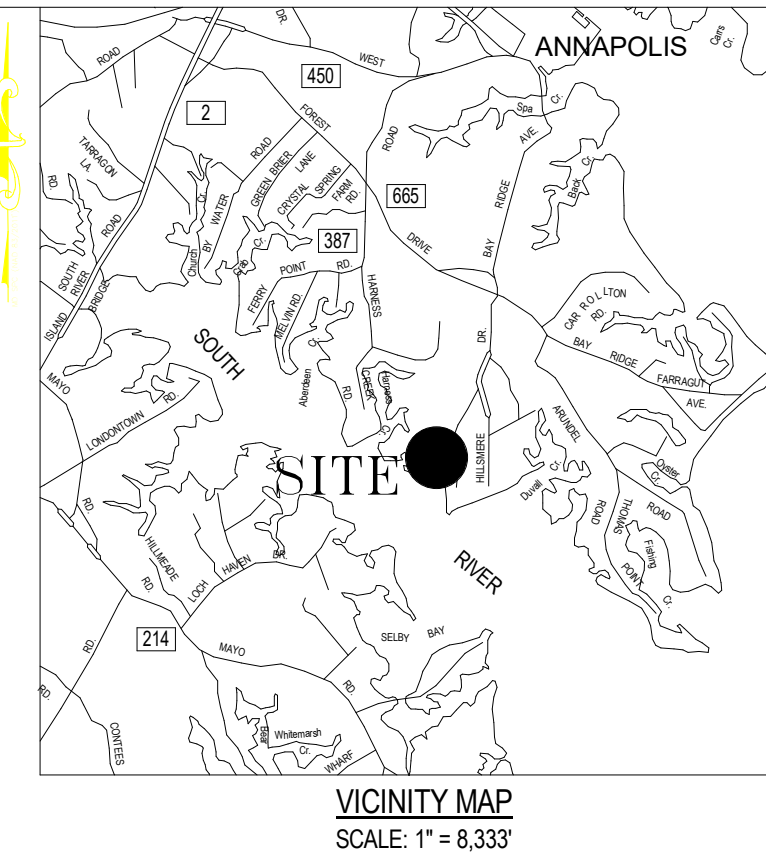 ANNAPOLIS
Carrs
Cr.
DR.
WEST
450
ROAD
2
FOREST
Spa Cr.
AVE.
ROAD
TARRAGON
LA.
RD.
ROAD
GREEN BRIER
LANE
CRYSTAL SPRING
FARM
RD.
665
RIDGE
Back Cr.
Church
Cr.
BY WATER
Crab
Cr.
387
DRIVE
BAY
SOUTH
RIVER
BRIDGE
ROAD
ISLAND
FERRY
POINT
RD.
MELVIN RD.
HARNESS
CREEK
CARROLLTON
RD.
BAY
RIDGE
FARRAGUT
AVE.
SOUTH
Aberdeen
Cr.
RD.
Harness
Cr.
DR.
HILLSMERE
MAYO
LONDONTOWN
RD.
ARUNDEL
ROAD
SITE
Duvall
Cr.
Oyster
Cr.
ROAD
THOMAS
POINT
Fishing
Cr.
RD.
HILLMEADE
RD.
LOCH
HAVEN
DR.
RIVER
214
MAYO
RD.
SELBY BAY
RD.
RD.
CONTEES
Bear
Whitemarsh
Cr.
WHARF
VICINITY MAP
SCALE: 1" = 8,333'